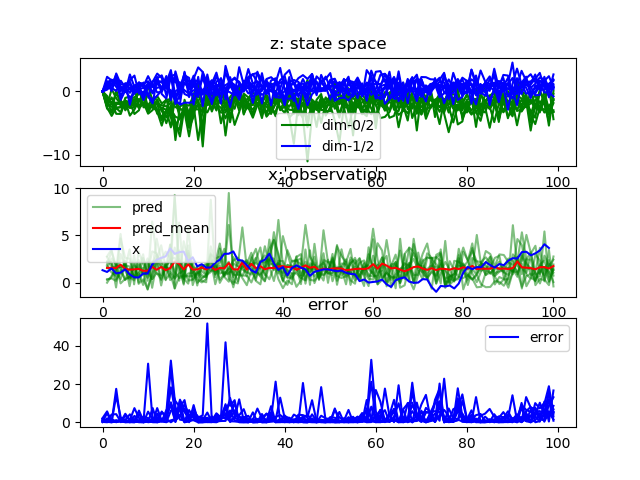 z: state space
0
−10
dim-0/2
dim-1/2
0 20 40 60 80 100
x: observation
10
5
0
pred
pred_mean
x
0 20 40 60 80 100
error
40
20
0
error
0 20 40 60 80 100